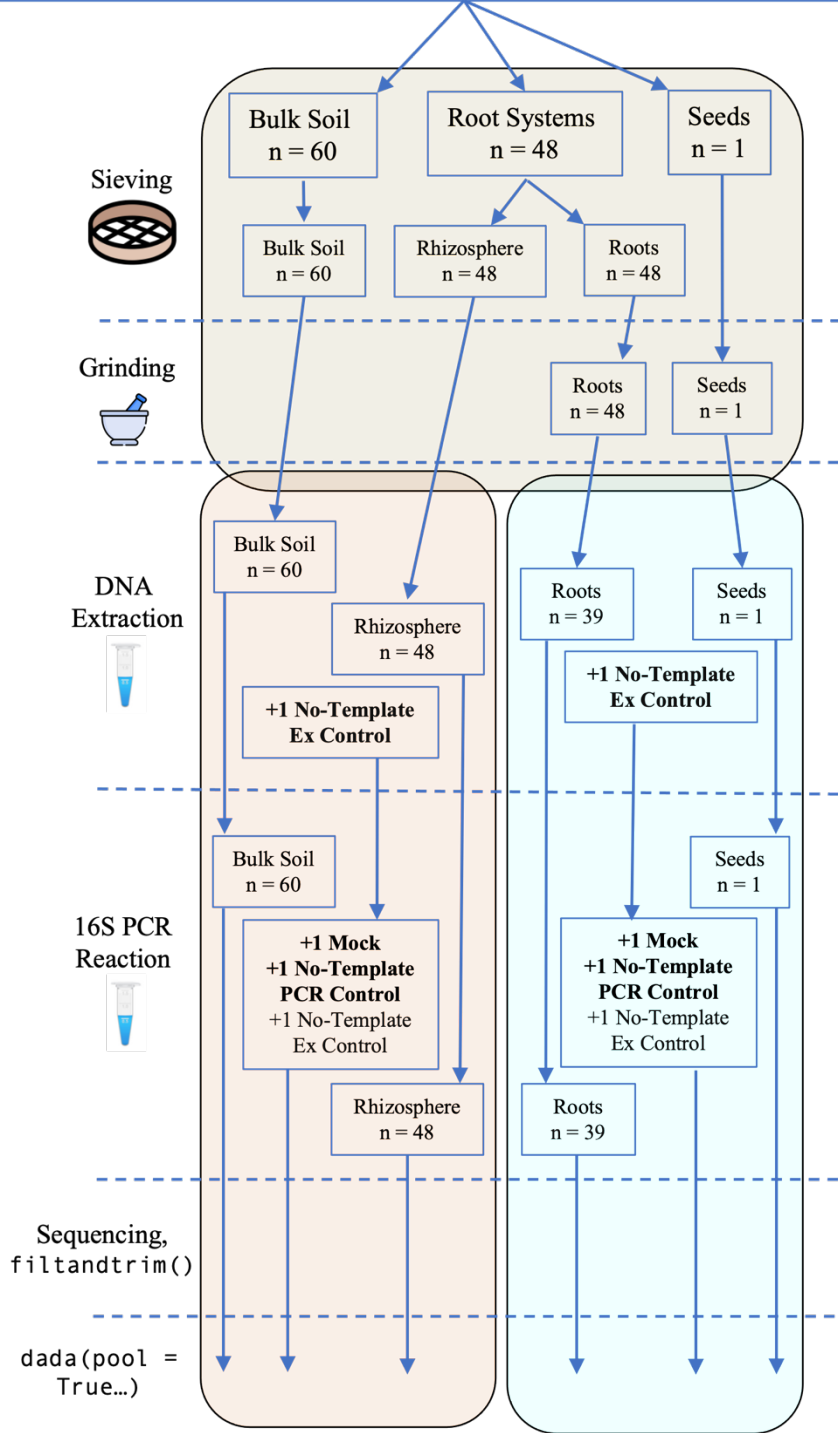 Bulk Soil
n = 60
Root Systems
n = 48
Seeds
n = 1
Sieving
Bulk Soil
n = 60
Rhizosphere
n = 48
Roots
n = 48
Grinding
Roots
n = 48
Seeds
n = 1
DNA
Extraction
Bulk Soil
n = 60
Rhizosphere
n = 48
+1 No-Template
Ex Control
Roots
n = 39
Seeds
n = 1
+1 No-Template
Ex Control
16S PCR
Reaction
Bulk Soil
n = 60
+1 Mock
+1 No-Template
PCR Control
+1 No-Template
Ex Control
Rhizosphere
n = 48
Seeds
n = 1
+1 Mock
+1 No-Template
PCR Control
+1 No-Template
Ex Control
Roots
n = 39
Sequencing,
filtandtrim()
dada(pool =
True…)